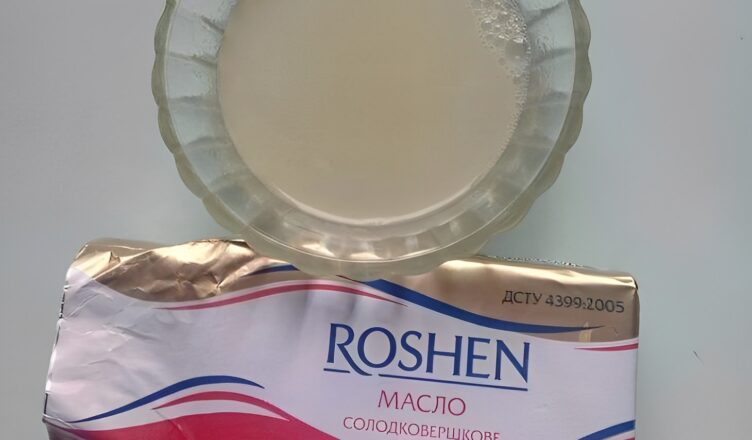 ДСТУ 4399:2005
ROSHEN
МАСЛО
СОЛОДКОВЕРШКОВЕ